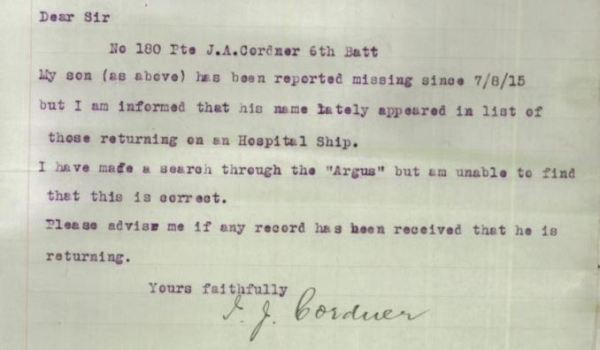 Dear Sir
No 180 Pte J.A.Cordner 6th Batt
My son (as above) has been reported missing since 7/8/15
but I am informed that his name lately appeared in list of
those returning on an Hospital Ship.
I have made a search through the "Argus" but am unable to find
that this is correct.
Please advise me if any record has been received that he is
returning.
Yours faithfully
I. J. Cordner